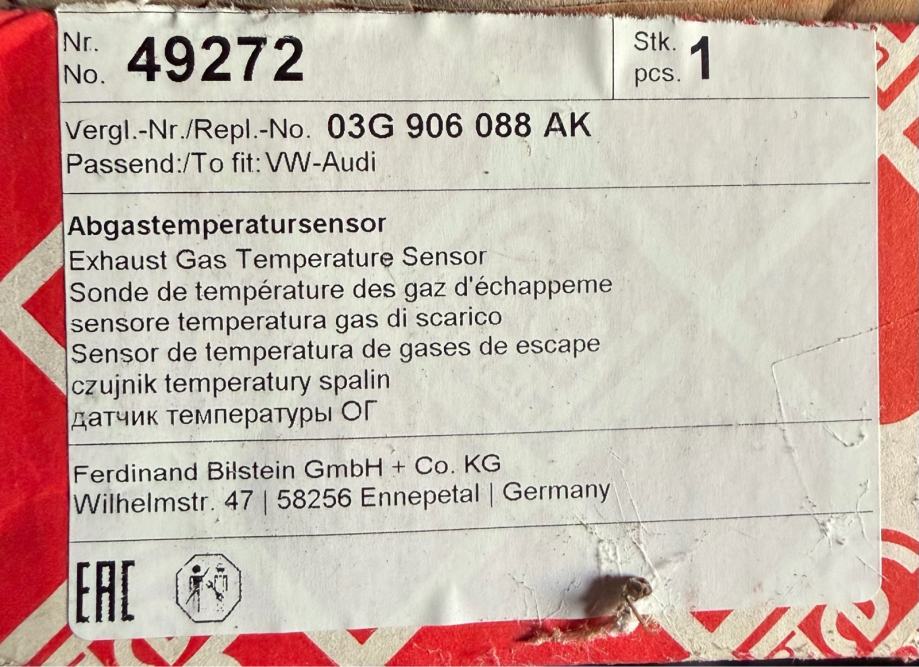 Nr. 49272 Stk. 1
No. pcs.
Vergl.-Nr./Repl.-No. 03G 906 088 AK
Passend:/To fit: VW-Audi
Abgastemperatursensor
Exhaust Gas Temperature Sensor
Sonde de température des gaz d'échappeme
sensore temperatura gas di scarico
Sensor de temperatura de gases de escape
czujnik temperatury spalin
датчик температуры ОГ
Ferdinand Bilstein GmbH + Co. KG
Wilhelmstr. 47 | 58256 Ennepetal | Germany
EAC